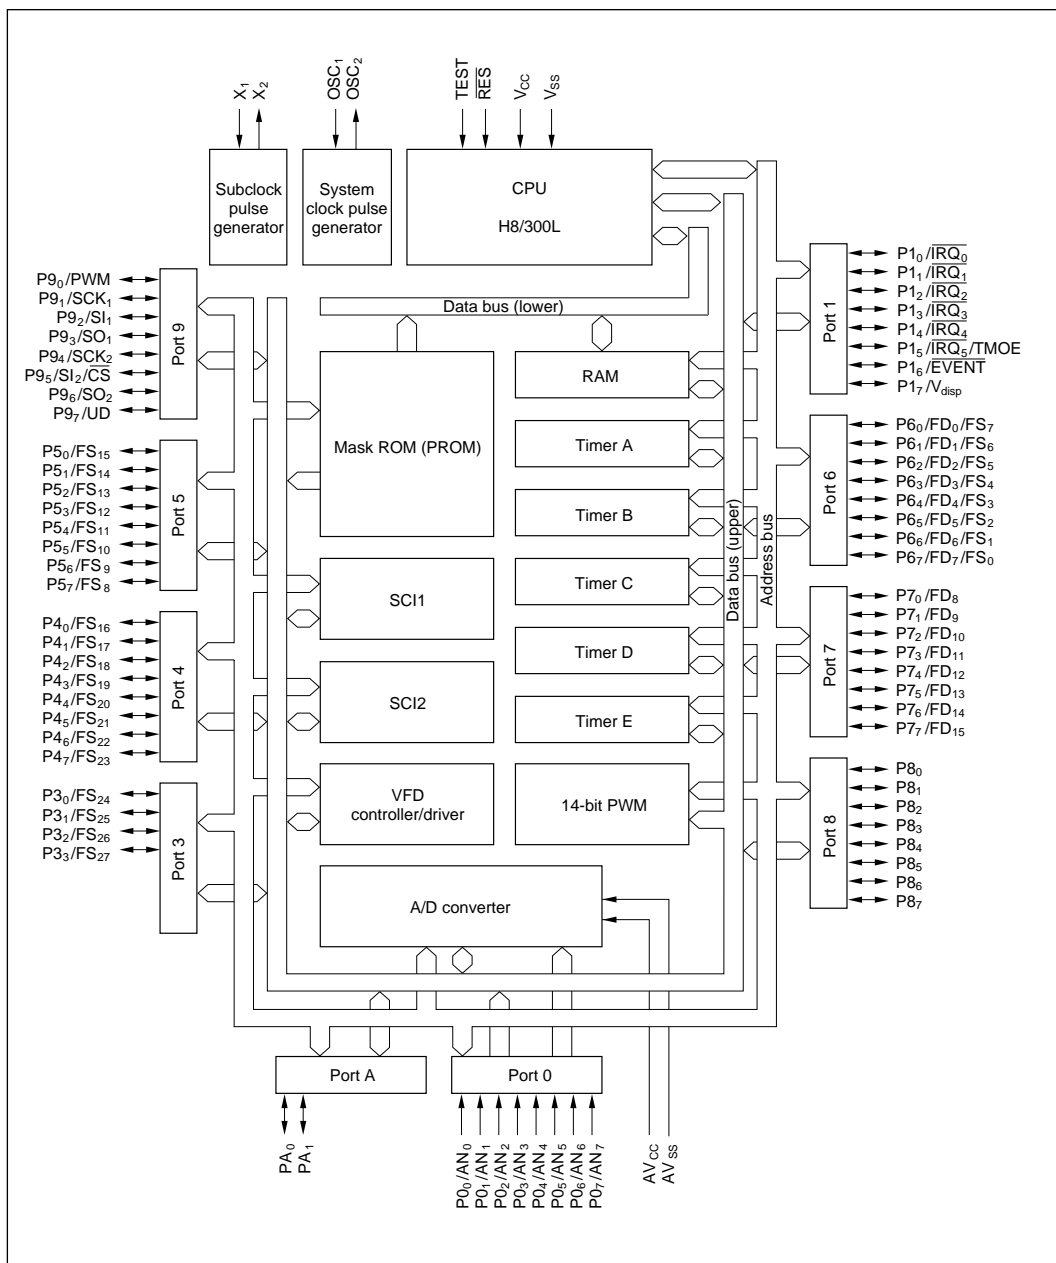 X1
X2
OSC1
OSC2
TEST
RES
VCC
VSS
Subclock
pulse
generator
System
clock pulse
generator
CPU
H8/300L
Data bus (lower)
Data bus (upper)
Address bus
P90/PWM
P91/SCK1
P92/SI1
P93/SO1
P94/SCK2
P95/SI2/CS
P96/SO2
P97/UD
Port 9
P50/FS15
P51/FS14
P52/FS13
P53/FS12
P54/FS11
P55/FS10
P56/FS9
P57/FS8
Port 5
P40/FS16
P41/FS17
P42/FS18
P43/FS19
P44/FS20
P45/FS21
P46/FS22
P47/FS23
Port 4
P30/FS24
P31/FS25
P32/FS26
P33/FS27
Port 3
Mask ROM (PROM)
SCI1
SCI2
VFD
controller/driver
A/D converter
RAM
Timer A
Timer B
Timer C
Timer D
Timer E
14-bit PWM
Port 1
P10/IRQ0
P11/IRQ1
P12/IRQ2
P13/IRQ3
P14/IRQ4
P15/IRQ5/TMOE
P16/EVENT
P17/Vdisp
Port 6
P60/FD0/FS7
P61/FD1/FS6
P62/FD2/FS5
P63/FD3/FS4
P64/FD4/FS3
P65/FD5/FS2
P66/FD6/FS1
P67/FD7/FS0
Port 7
P70/FD8
P71/FD9
P72/FD10
P73/FD11
P74/FD12
P75/FD13
P76/FD14
P77/FD15
Port 8
P80
P81
P82
P83
P84
P85
P86
P87
Port A
Port 0
PA0
PA1
P00/AN0
P01/AN1
P02/AN2
P03/AN3
P04/AN4
P05/AN5
P06/AN6
P07/AN7
AVCC
AVSS